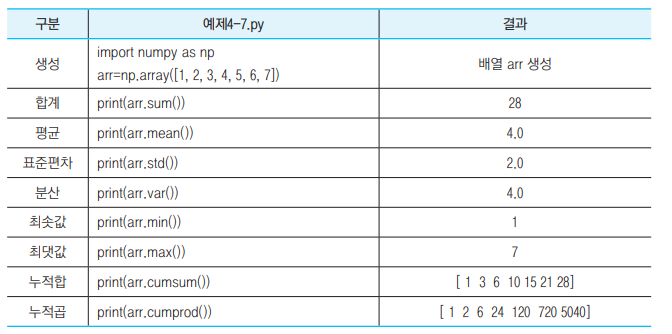 구분 예제4-7.py 결과
생성 import numpy as np
arr=np.array([1, 2, 3, 4, 5, 6, 7]) 배열 arr 생성
합계 print(arr.sum()) 28
평균 print(arr.mean()) 4.0
표준편차 print(arr.std()) 2.0
분산 print(arr.var()) 4.0
최솟값 print(arr.min()) 1
최댓값 print(arr.max()) 7
누적합 print(arr.cumsum()) [ 1 3 6 10 15 21 28]
누적곱 print(arr.cumprod()) [ 1 2 6 24 120 720 5040]